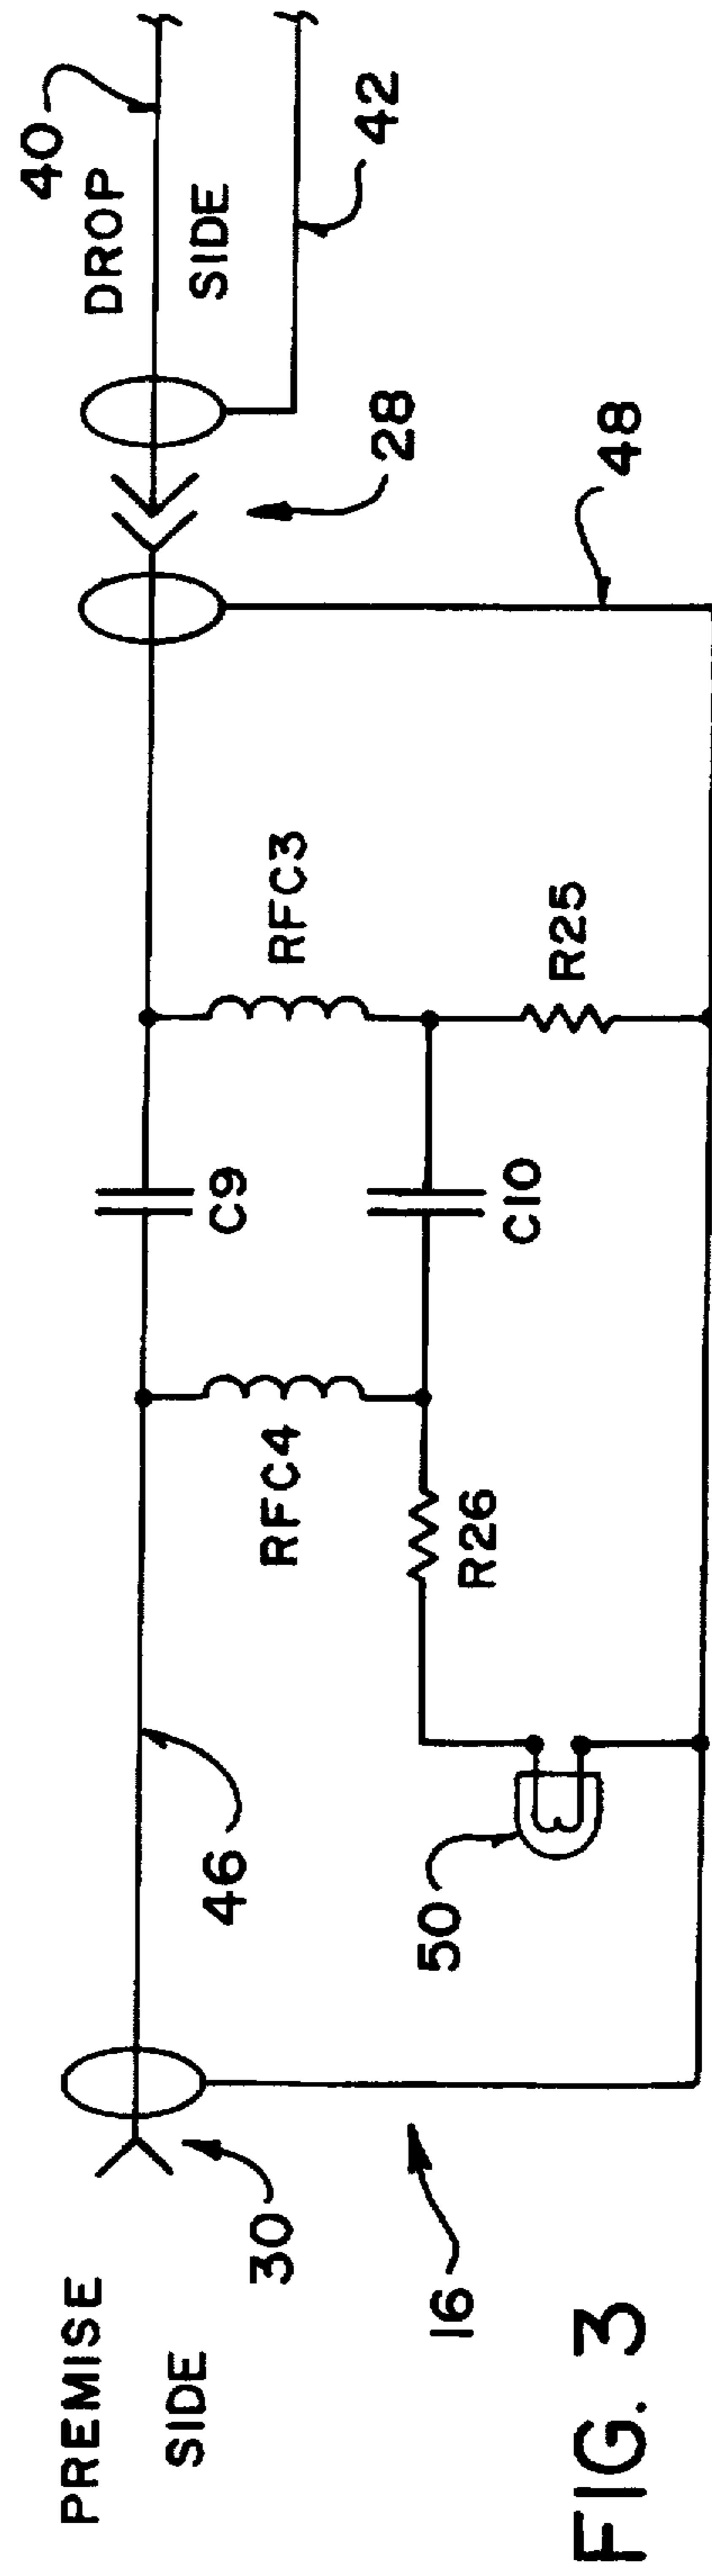 PREMISE
SIDE
30
46
RFC4
C9
RFC3
28
DROP
SIDE
40
42
16
50
R26
C10
R25
48
FIG. 3